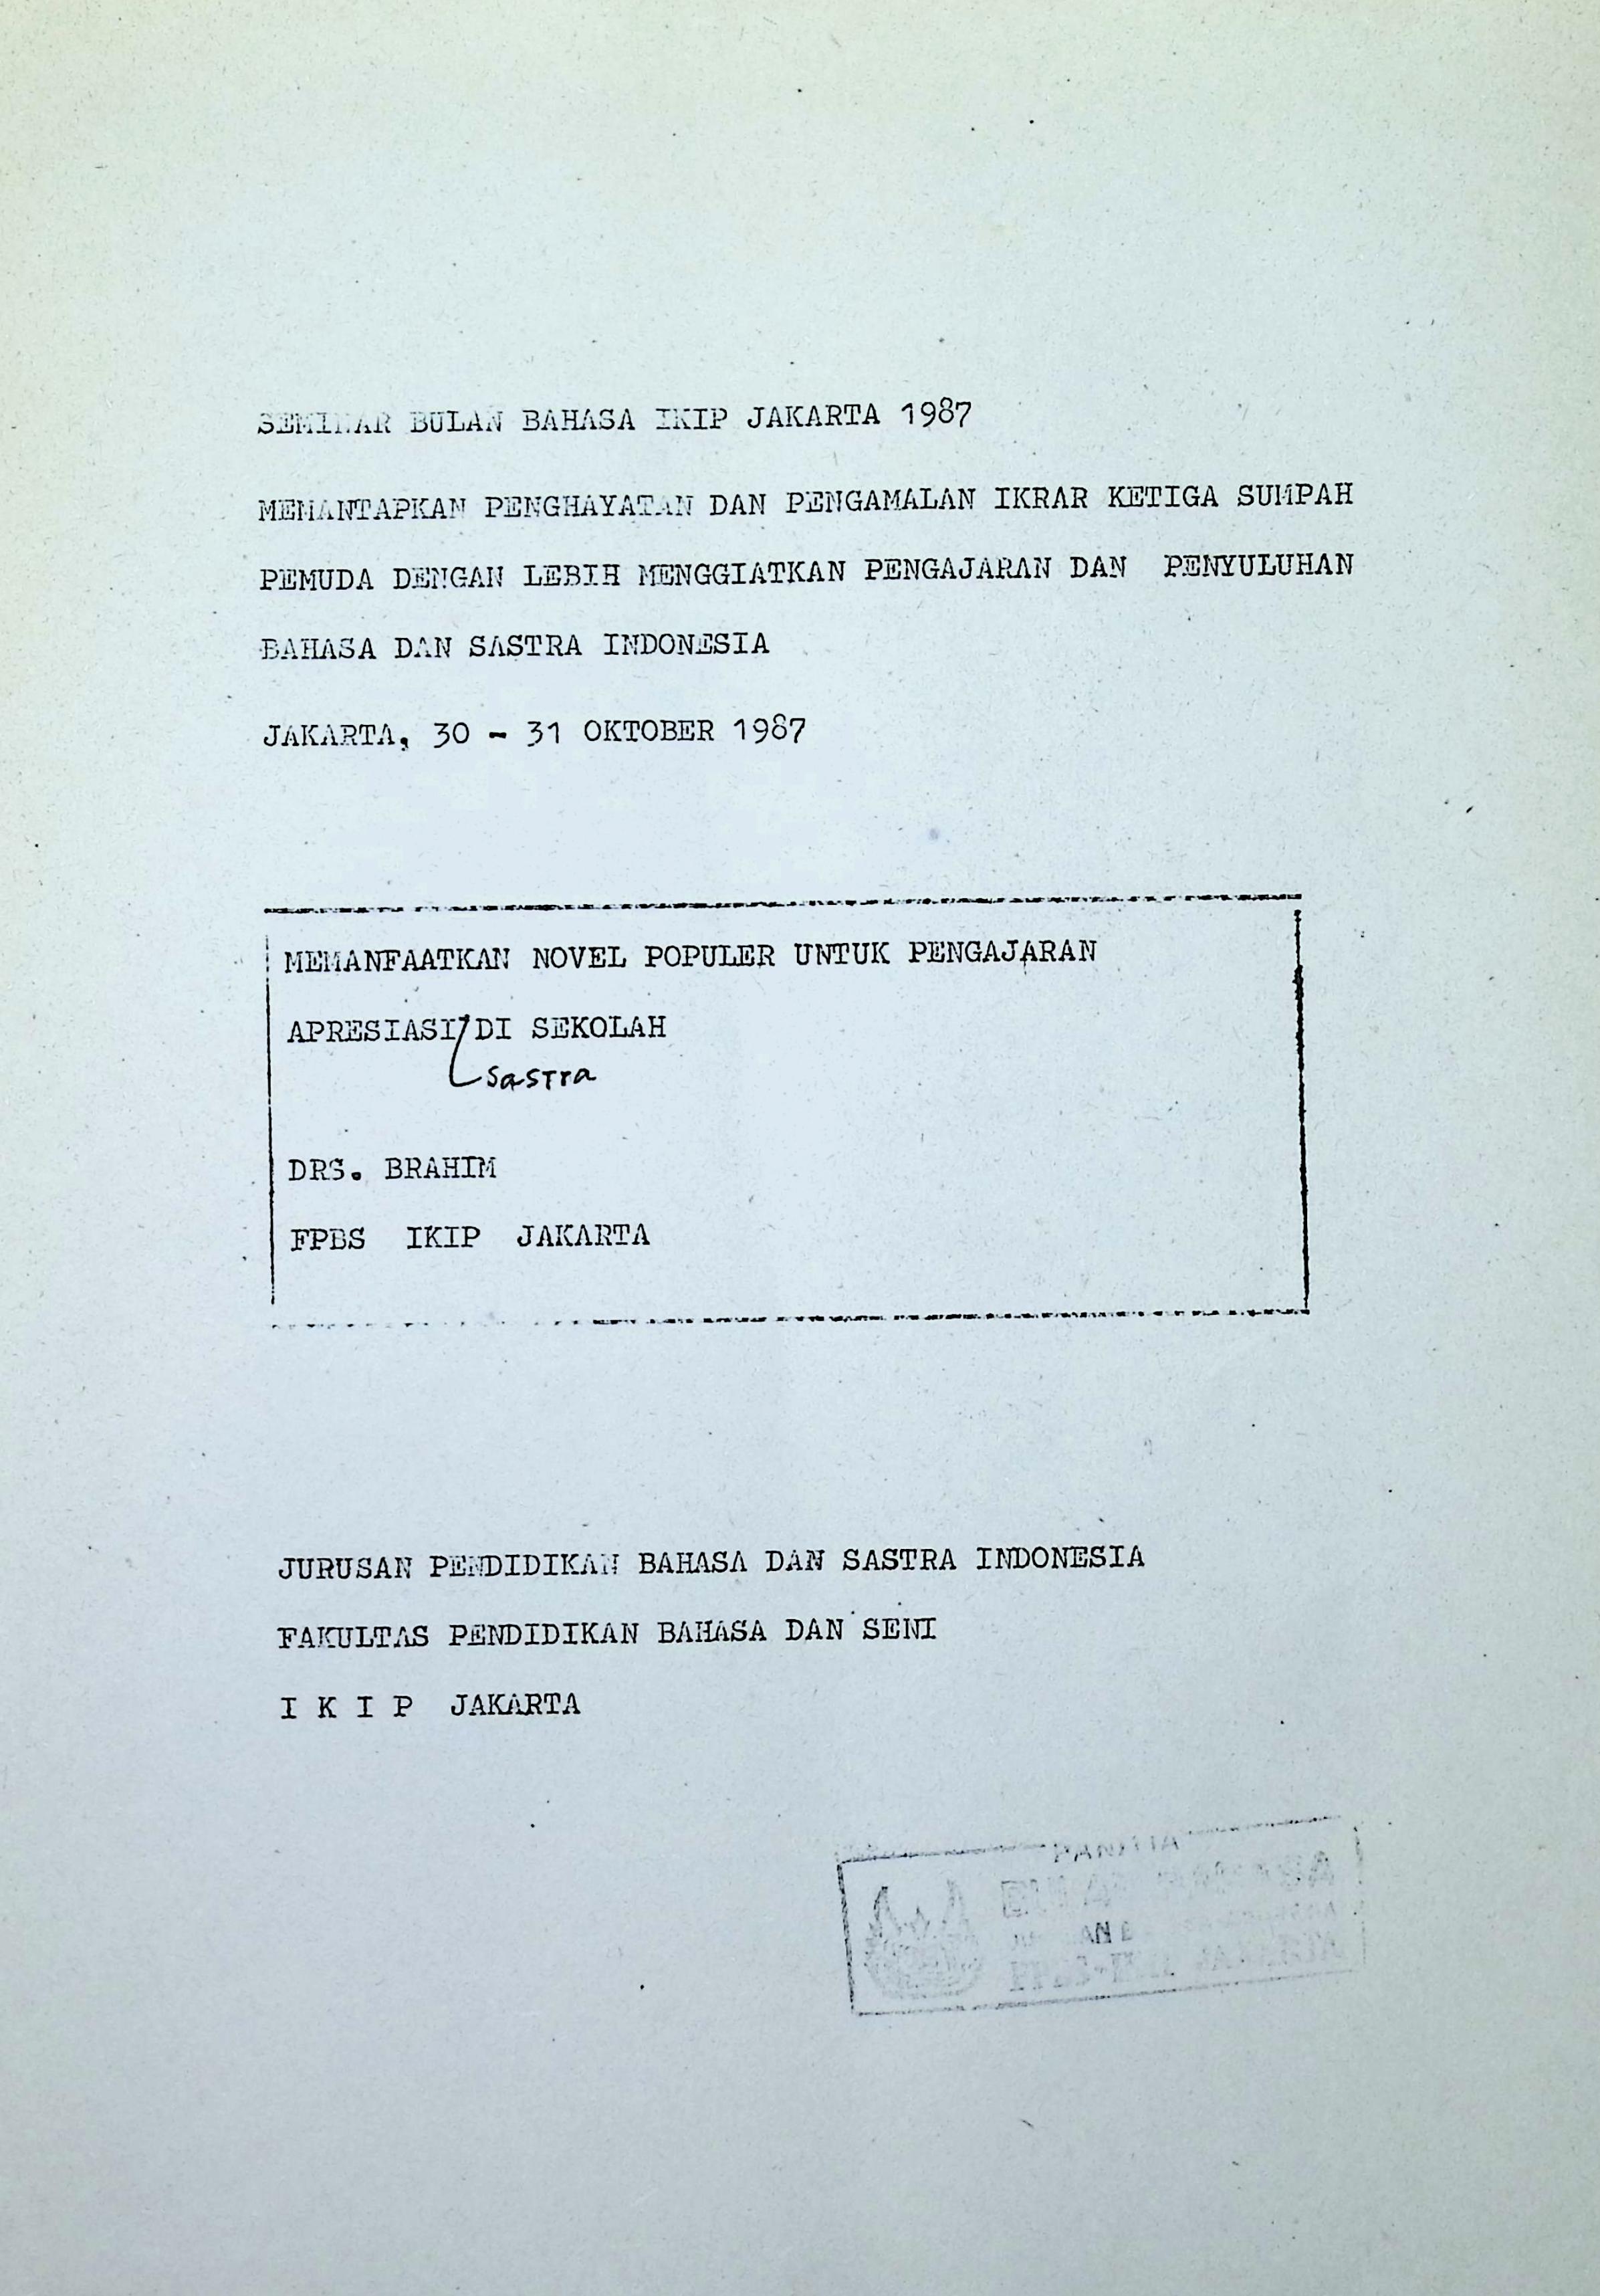 SEMINAR BULAN BAHASA IKIP JAKARTA 1987
MEMANTAPKAN PENGHAYATAN DAN PENGAMALAN IKRAR KETIGA SUMPAH
PEMUDA DENGAN LEBIH MENGGIATKAN PENGAJARAN DAN PENYULUHAN
BAHASA DAN SASTRA INDONESIA
JAKARTA, 30 - 31 OKTOBER 1987
MEMANFAATKAN NOVEL POPULER UNTUK PENGAJARAN
APRESIASI DI SEKOLAH
sastra
DRS. BRAHIM
FPBS IKIP JAKARTA
JURUSAN PENDIDIKAN BAHASA DAN SASTRA INDONESIA
FAKULTAS PENDIDIKAN BAHASA DAN SENI
I K I P JAKARTA
PANITIA